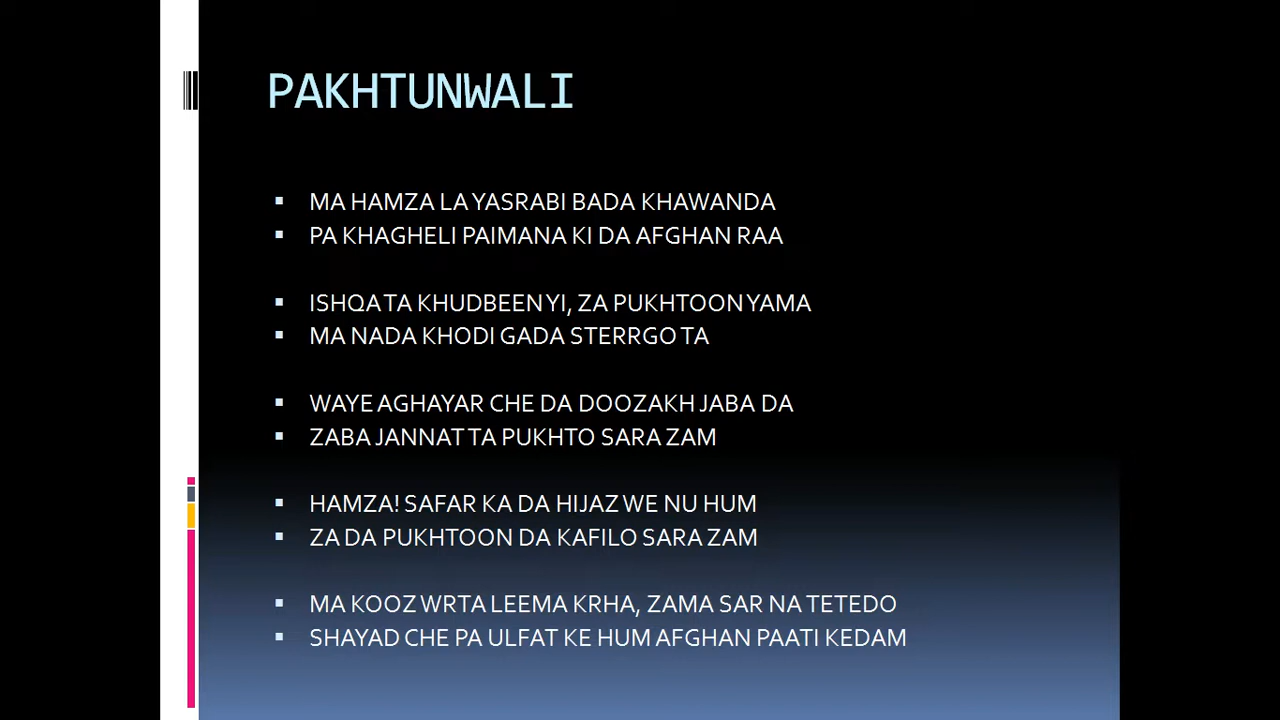 PAKHTUNWALI
MA HAMZA LA YASRABI BADA KHAWANDA
PA KHAGHELI PAIMANA KI DA AFGHAN RAA
ISHQA TA KHUDBEEN YI, ZA PUKHTOON YAMA
MA NADA KHODI GADA STERRGO TA
WAYE AGHAYAR CHE DA DOOZAKH JABA DA
ZABA JANNAT TA PUKHTO SARA ZAM
HAMZA! SAFAR KA DA HIJAZ WE NU HUM
ZA DA PUKHTOON DA KAFILO SARA ZAM
MA KOOZ WRTA LEEMA KRHA, ZAMA SAR NA TETEDO
SHAYAD CHE PA ULFAT KE HUM AFGHAN PAATI KEDAM